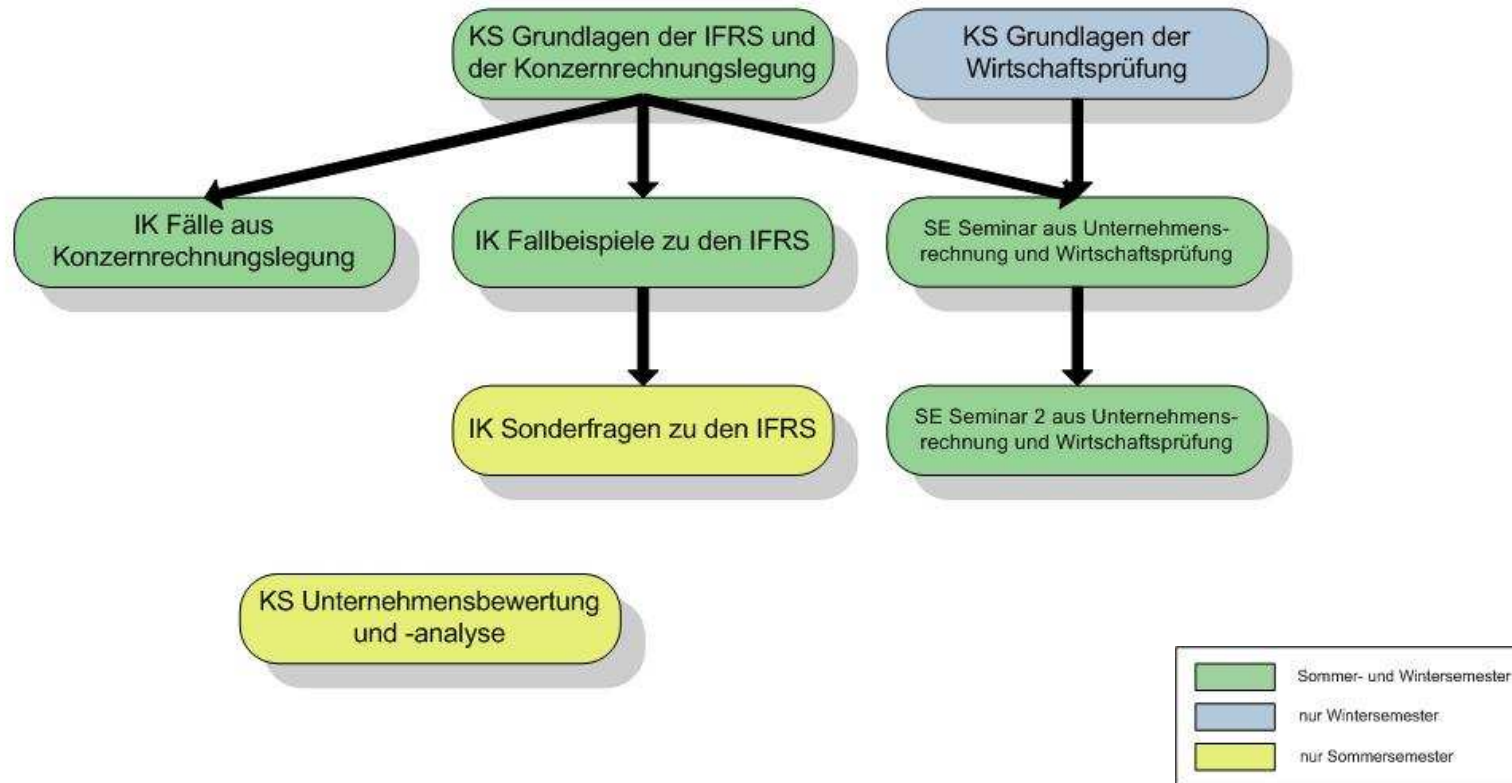 KS Grundlagen der IFRS und
der Konzernrechnungslegung
KS Grundlagen der
Wirtschaftsprüfung
IK Fälle aus
Konzernrechnungslegung
IK Fallbeispiele zu den IFRS
SE Seminar aus Unternehmens-
rechnung und Wirtschaftsprüfung
IK Sonderfragen zu den IFRS
SE Seminar 2 aus Unternehmens-
rechnung und Wirtschaftsprüfung
KS Unternehmensbewertung
und -analyse
Sommer- und Wintersemester
nur Wintersemester
nur Sommersemester